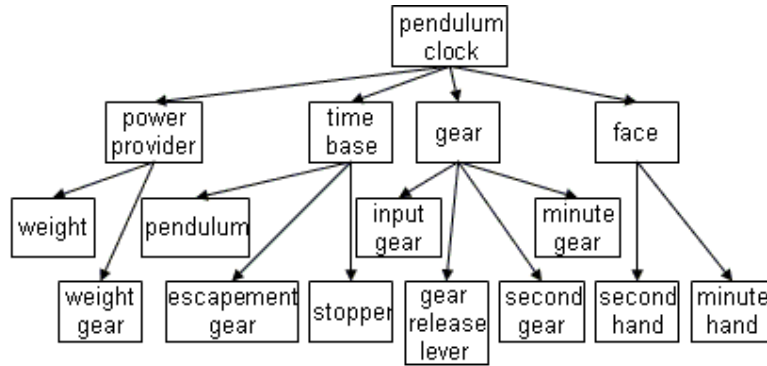 pendulum
clock
power
provider
time
base
gear
face
weight
pendulum
input
gear
minute
gear
weight
gear
escapement
gear
stopper
gear
release
lever
second
gear
second
hand
minute
hand